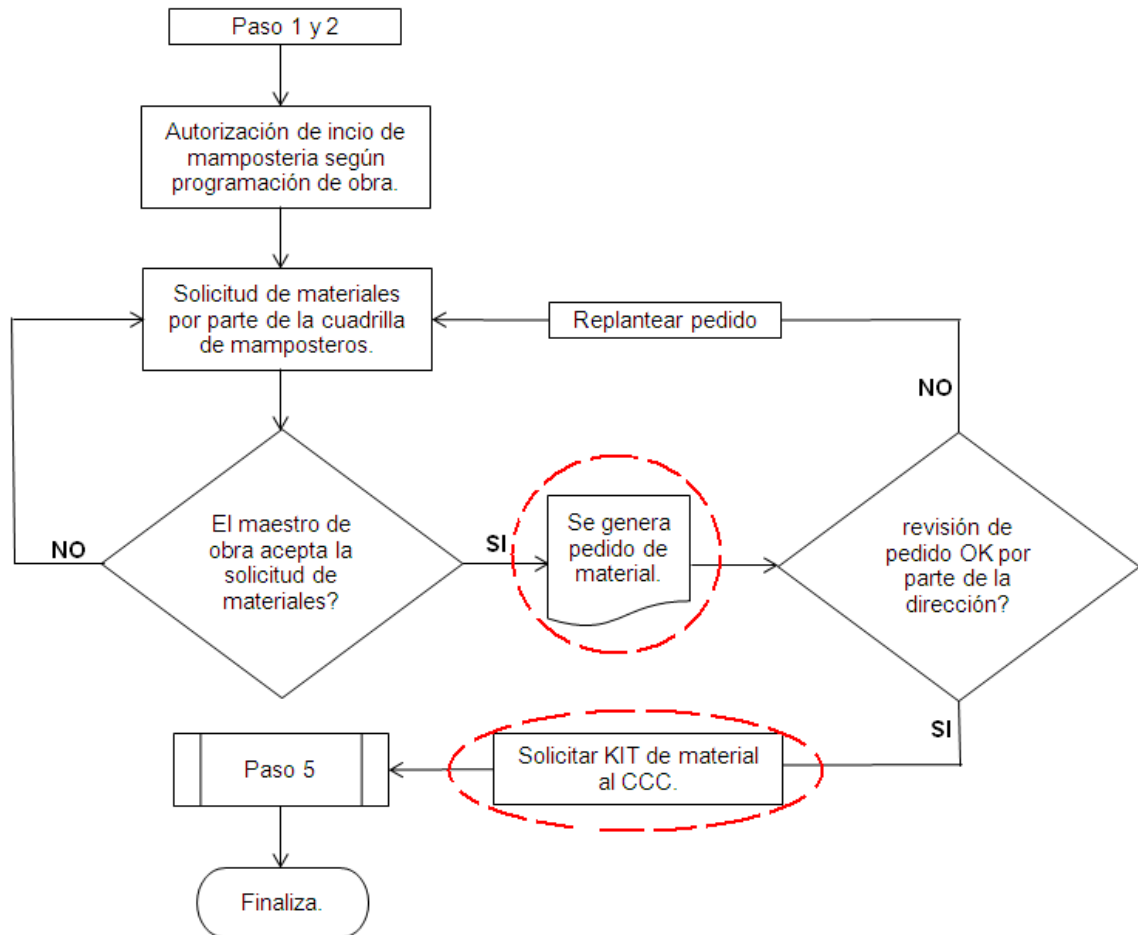 Paso 1 y 2
Autorización de incio de
mamposteria según
programación de obra.
Solicitud de materiales
por parte de la cuadrilla
de mamposteros.
Replantear pedido
NO
El maestro de
obra acepta la
solicitud de
materiales?
NO
SI
Se genera
pedido de
material.
revisión de
pedido OK por
parte de la
dirección?
SI
Solicitar KIT de material
al CCC.
Paso 5
Finaliza.